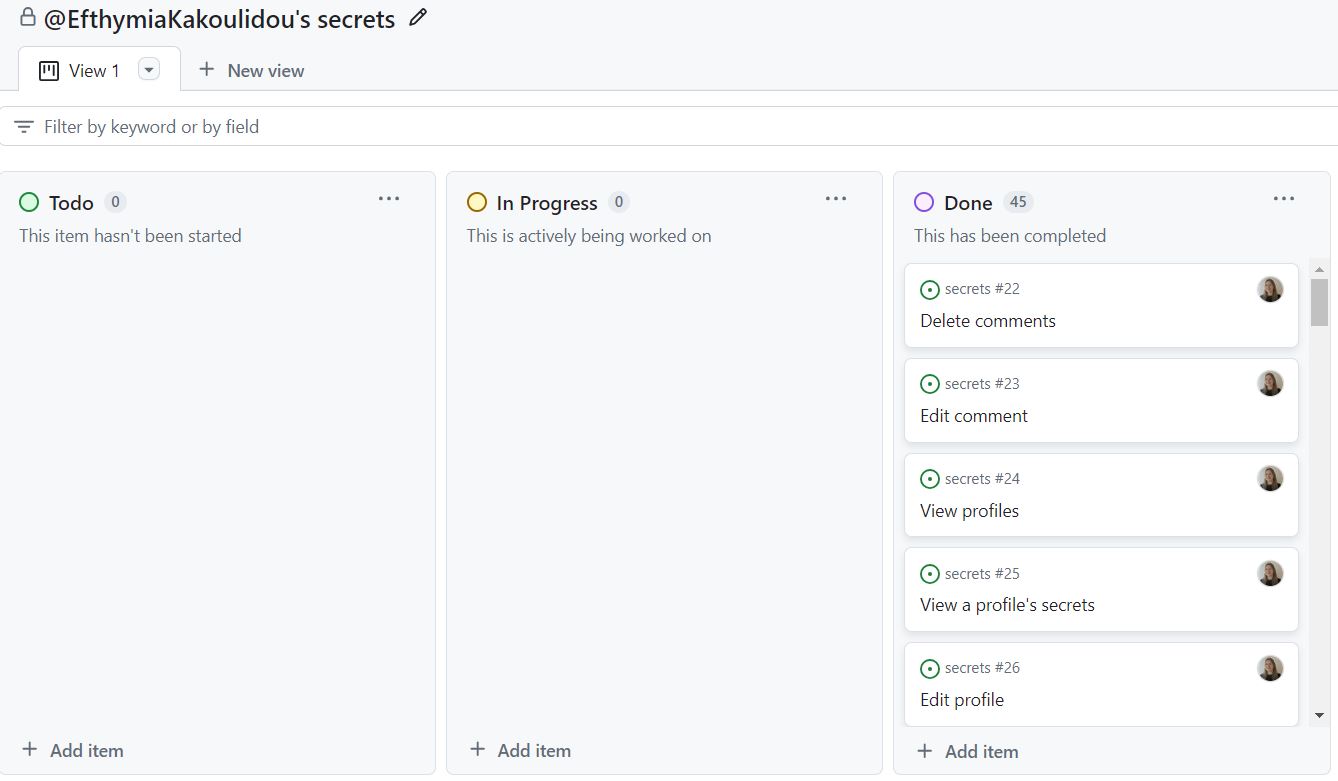 @EfthymiaKakoulidou's secrets
View 1
New view
Filter by keyword or by field
Todo 0
This item hasn't been started
Add item
In Progress 0
This is actively being worked on
Add item
Done 45
This has been completed
secrets #22
Delete comments
secrets #23
Edit comment
secrets #24
View profiles
secrets #25
View a profile's secrets
secrets #26
Edit profile
Add item